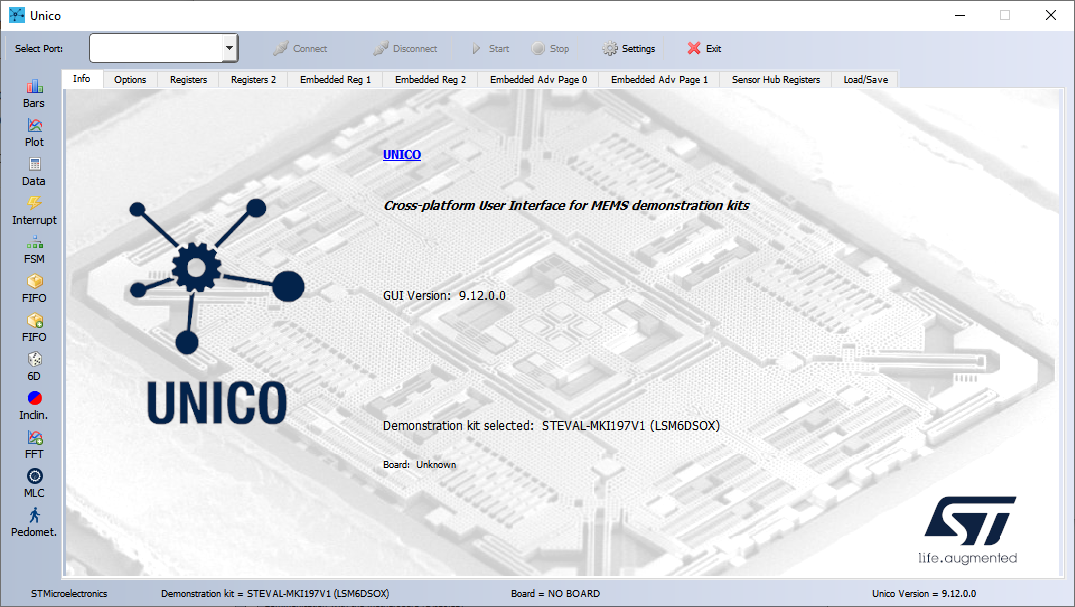 Unico
Select Port:
Connect
Disconnect
Start
Stop
Settings
Exit
Info
Options
Registers
Registers 2
Embedded Reg 1
Embedded Reg 2
Embedded Adv Page 0
Embedded Adv Page 1
Sensor Hub Registers
Load/Save
Bars
Plot
Data
Interrupt
FSM
FIFO
FIFO
6D
Inclin.
FFT
MLC
Pedomet.
UNICO
UNICO
Cross-platform User Interface for MEMS demonstration kits
GUI Version: 9.12.0.0
Demonstration kit selected: STEVAL-MKI197V1 (LSM6DSOX)
Board: Unknown
ST
life.augmented
STMicroelectronics
Demonstration kit = STEVAL-MKI197V1 (LSM6DSOX)
Board = NO BOARD
Unico Version = 9.12.0.0